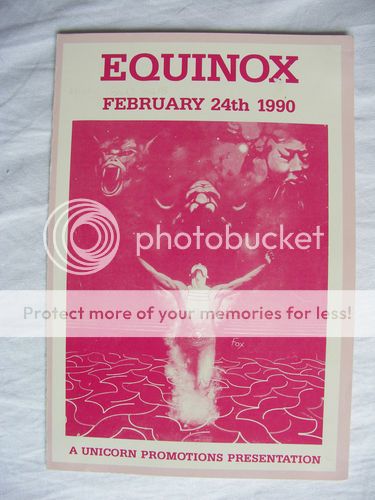 EQUINOX
FEBRUARY 24th 1990
photobucket
Protect more of your memories for less!
fox
A UNICORN PROMOTIONS PRESENTATION